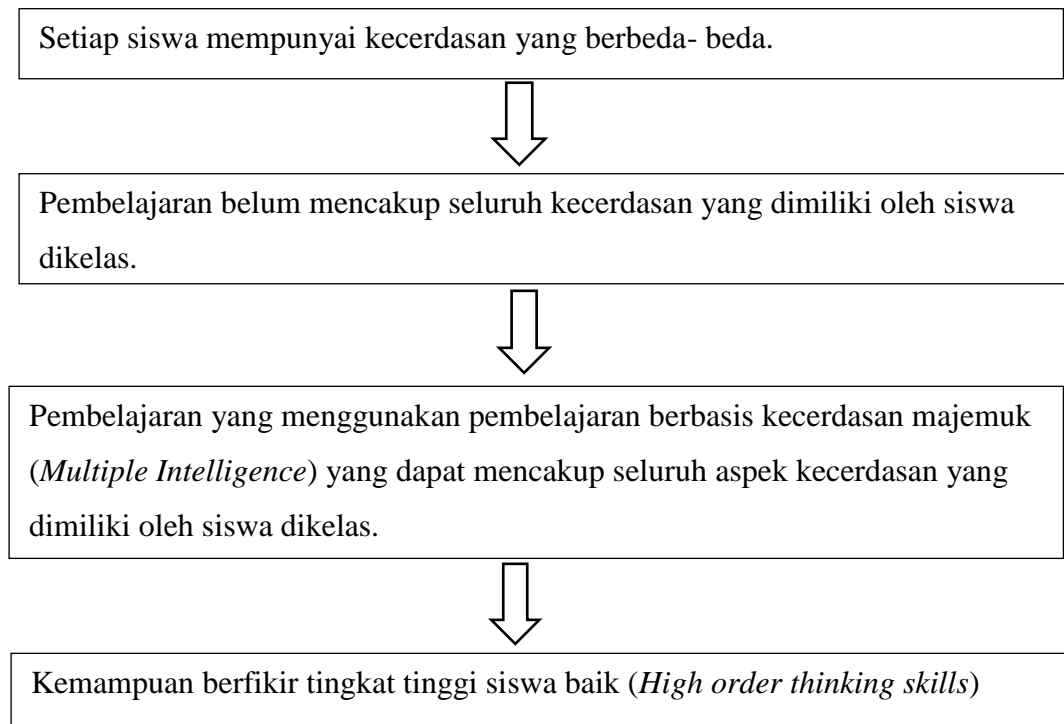 Setiap siswa mempunyai kecerdasan yang berbeda- beda.
Pembelajaran belum mencakup seluruh kecerdasan yang dimiliki oleh siswa
dikelas.
Pembelajaran yang menggunakan pembelajaran berbasis kecerdasan majemuk
(Multiple Intelligence) yang dapat mencakup seluruh aspek kecerdasan yang
dimiliki oleh siswa dikelas.
Kemampuan berfikir tingkat tinggi siswa baik (High order thinking skills)